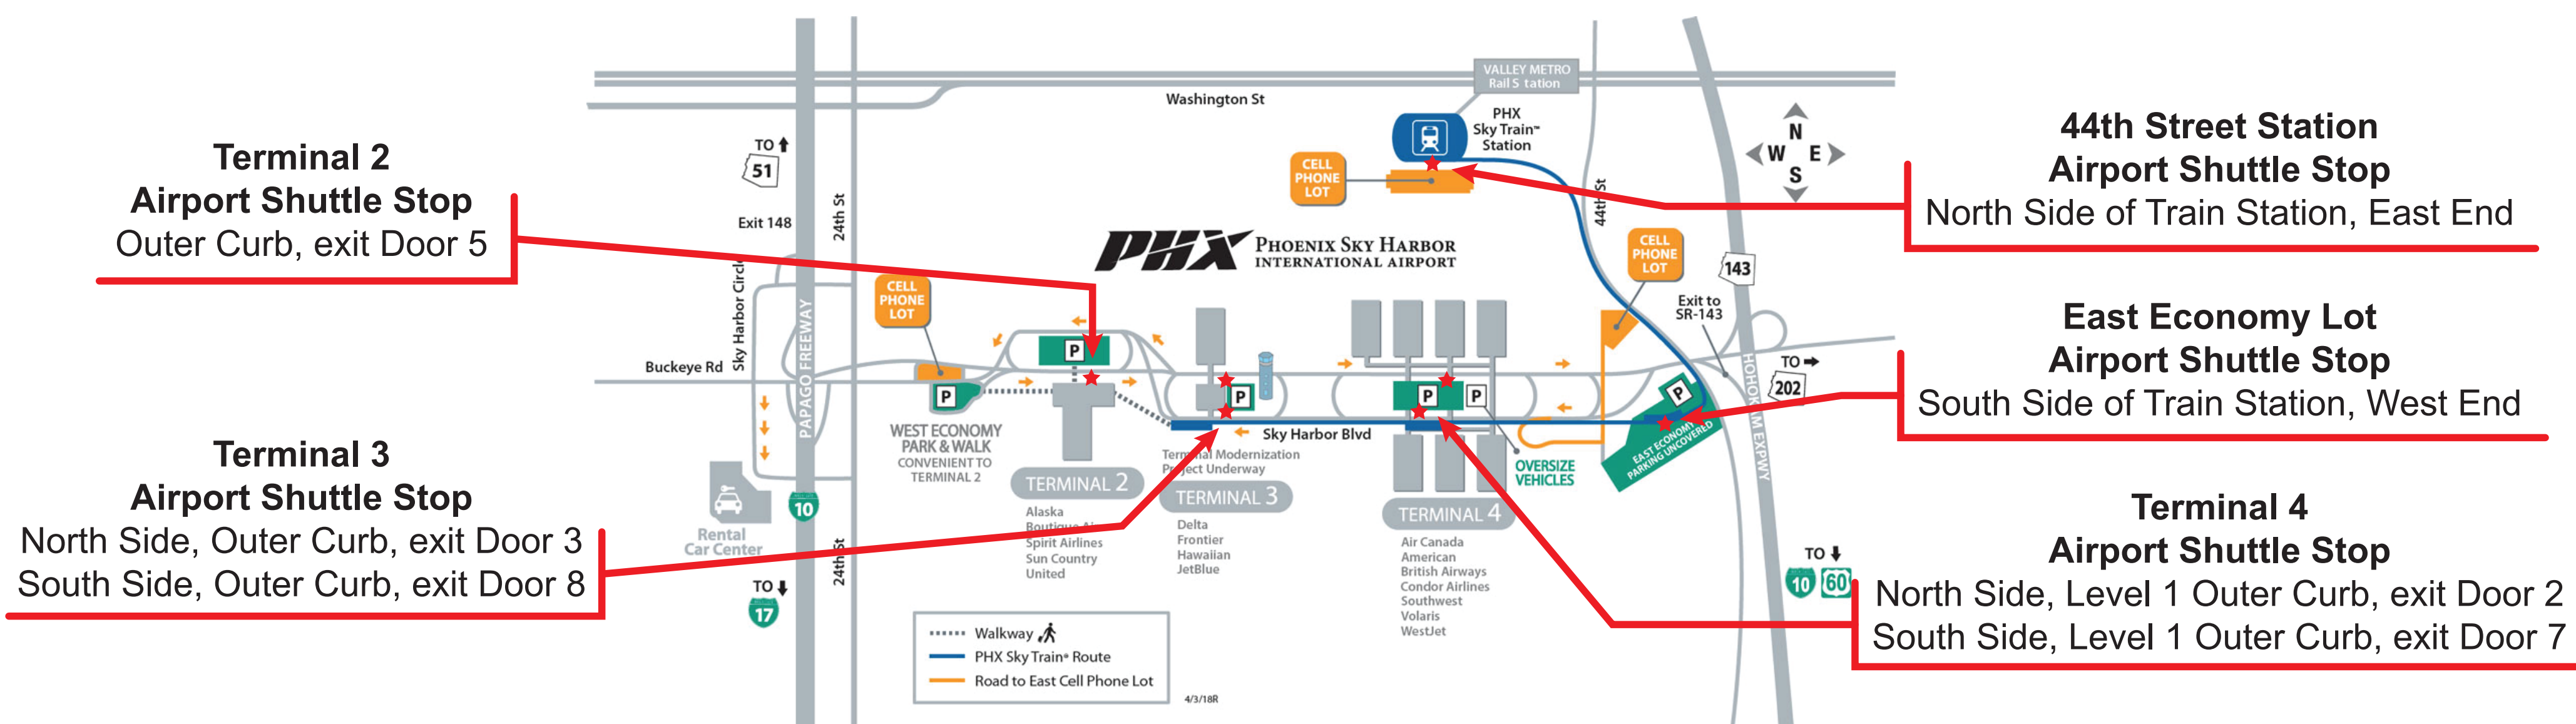 Terminal 2
Airport Shuttle Stop
Outer Curb, exit Door 5
Terminal 3
Airport Shuttle Stop
North Side, Outer Curb, exit Door 3
South Side, Outer Curb, exit Door 8
44th Street Station
Airport Shuttle Stop
North Side of Train Station, East End
East Economy Lot
Airport Shuttle Stop
South Side of Train Station, West End
Terminal 4
Airport Shuttle Stop
North Side, Level 1 Outer Curb, exit Door 2
South Side, Level 1 Outer Curb, exit Door 7
VALLEY METRO
Rail S tation
Washington St
PHX
Sky Train™
Station
CELL
PHONE
LOT
TO
51
Exit 148
24th St
44th St
N
W E
S
PHX PHOENIX SKY HARBOR
INTERNATIONAL AIRPORT
CELL
PHONE
LOT
143
Exit to
SR-143
CELL
PHONE
LOT
Sky Harbor Circle
PAPAGO FREEWAY
Buckeye Rd
P
P
P
P
P
P
TO
202
HOHOKAM EXPWY
Sky Harbor Blvd
WEST ECONOMY
PARK & WALK
CONVENIENT TO
TERMINAL 2
Terminal Modernization
Project Underway
EAST ECONOMY
PARKING UNCOVERED
OVERSIZE
VEHICLES
TERMINAL 2
Alaska
Boutique Air
Spirit Airlines
Sun Country
United
TERMINAL 3
Delta
Frontier
Hawaiian
JetBlue
TERMINAL 4
Air Canada
American
British Airways
Condor Airlines
Southwest
Volaris
WestJet
Rental
Car Center
10
24th St
TO
17
TO
10 60
Walkway
PHX Sky Train® Route
Road to East Cell Phone Lot
4/3/18R